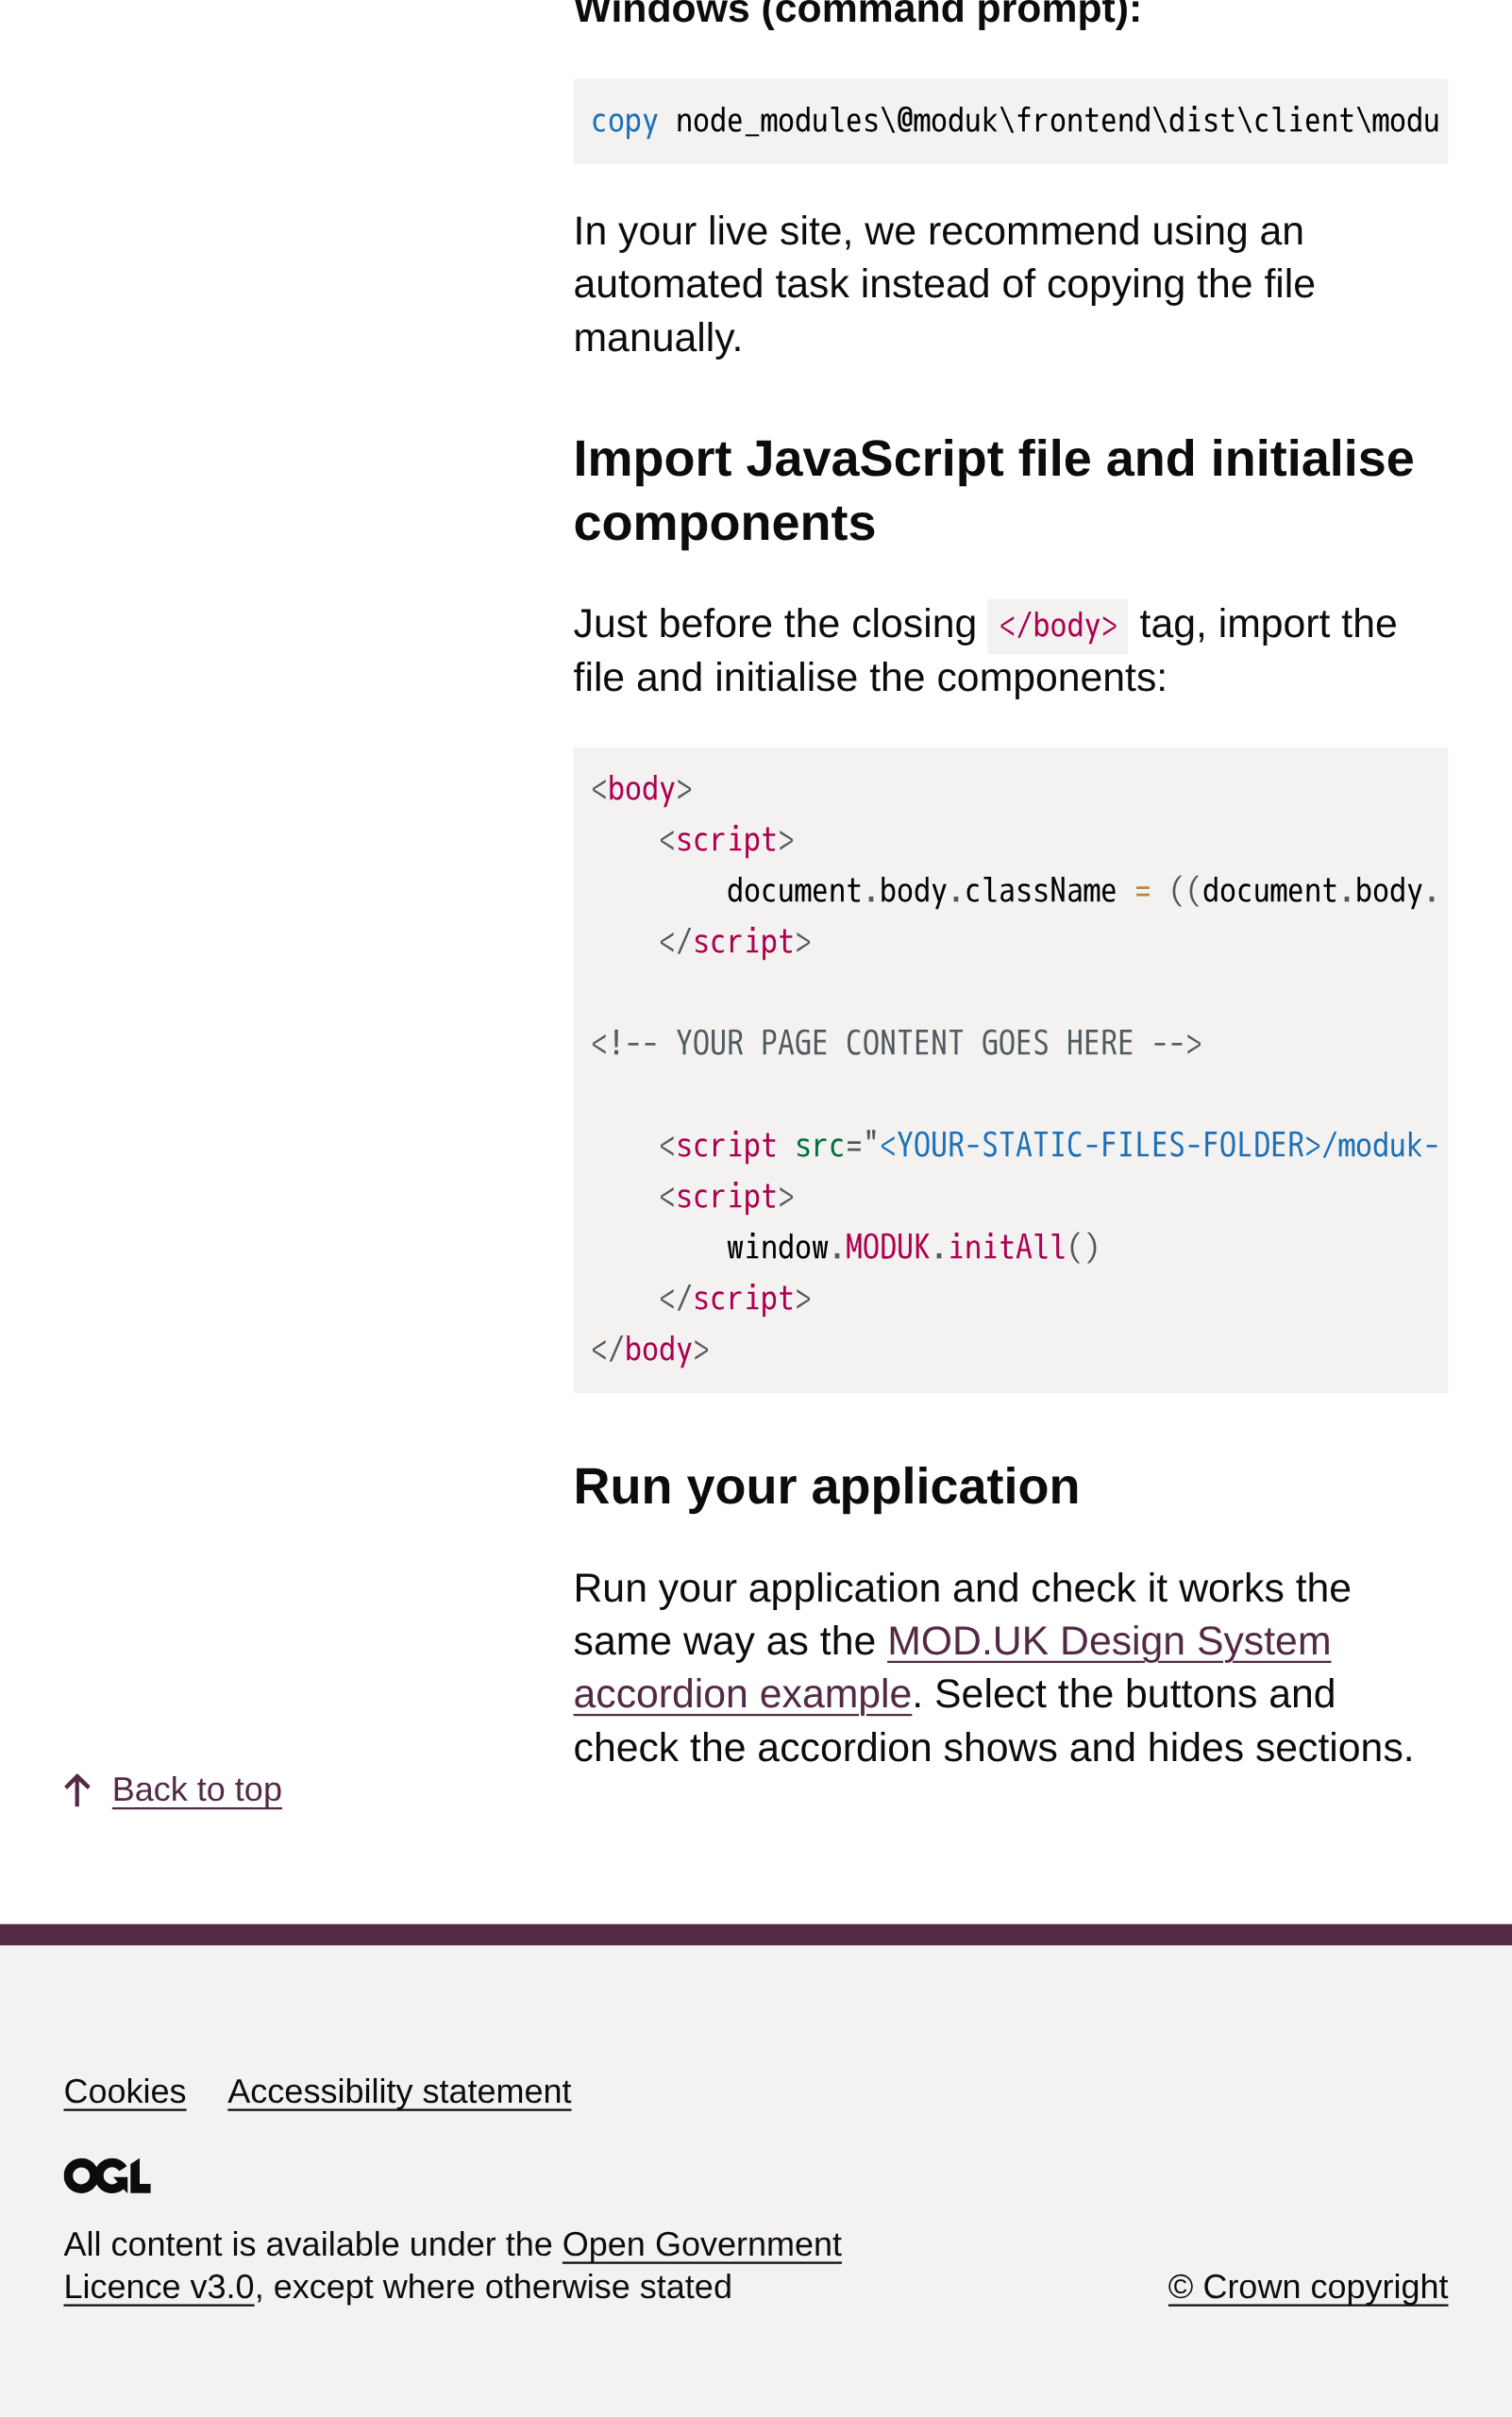 Windows (command prompt):
copy node_modules\@moduk\frontend\dist\client\modu
In your live site, we recommend using an
automated task instead of copying the file
manually.
Import JavaScript file and initialise
components
Just before the closing </body> tag, import the
file and initialise the components:
<body>
    <script>
        document.body.className = ((document.body.
    </script>
<!-- YOUR PAGE CONTENT GOES HERE -->
    <script src="<YOUR-STATIC-FILES-FOLDER>/moduk-
    <script>
        window.MODUK.initAll()
    </script>
</body>
Run your application
Run your application and check it works the
same way as the MOD.UK Design System
accordion example. Select the buttons and
check the accordion shows and hides sections.
↑ Back to top
Cookies Accessibility statement
OGL
All content is available under the Open Government
Licence v3.0, except where otherwise stated
© Crown copyright